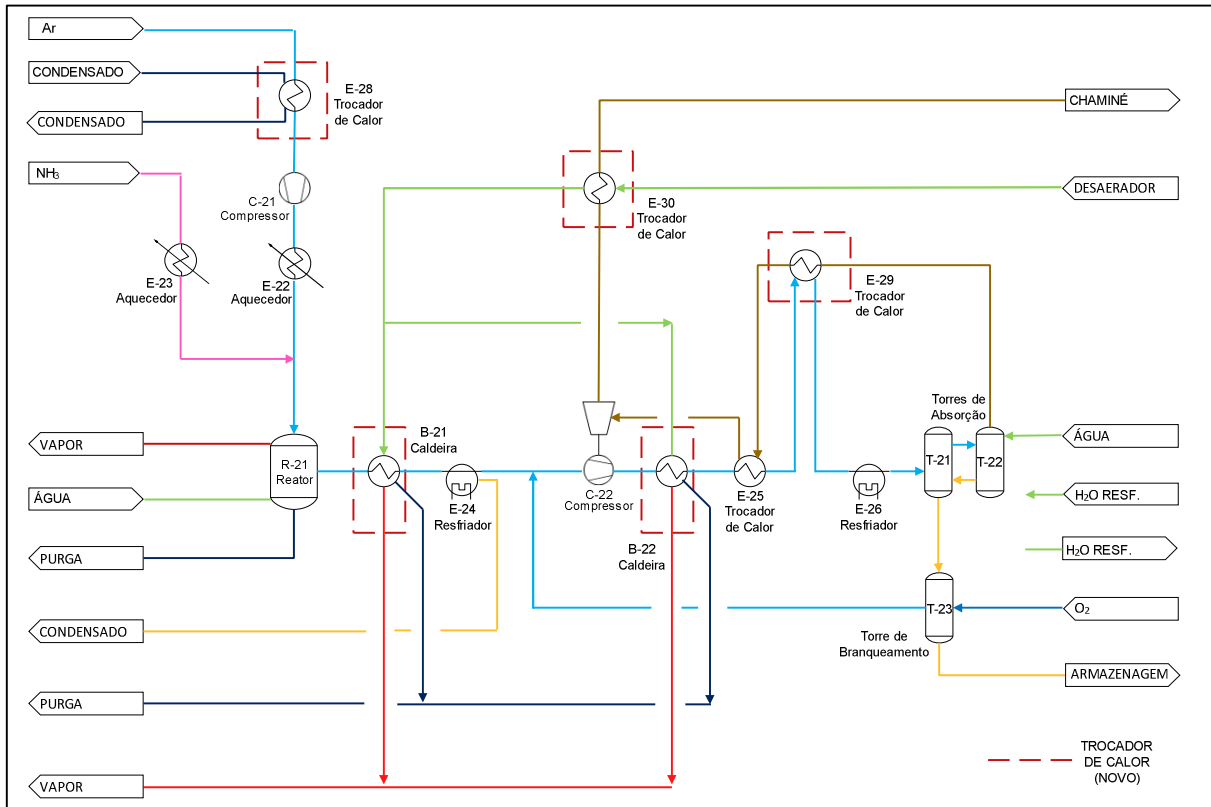 Ar
CONDENSADO
CONDENSADO
E-28
Trocador
de Calor
NH₃
C-21
Compressor
E-23
Aquecedor
E-22
Aquecedor
CHAMINÉ
DESAERADOR
E-30
Trocador
de Calor
E-29
Trocador
de Calor
VAPOR
ÁGUA
PURGA
CONDENSADO
PURGA
VAPOR
R-21
Reator
B-21
Caldeira
E-24
Resfriador
C-22
Compressor
B-22
Caldeira
E-25
Trocador
de Calor
E-26
Resfriador
Torres de
Absorção
T-21
T-22
ÁGUA
H₂O RESF.
H₂O RESF.
T-23
O₂
Torre de
Branqueamento
ARMAZENAGEM
TROCADOR
DE CALOR
(NOVO)